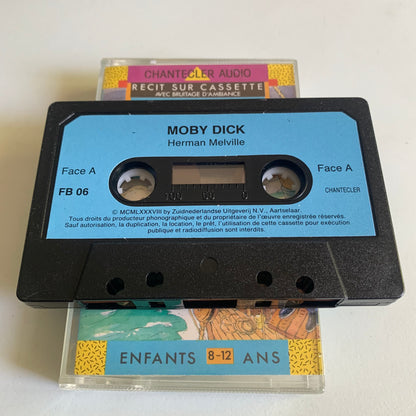 CHANTECLER AUDIO
RECIT SUR CASSETTE
AVEC BRUITAGE D'AMBIANCE
MOBY DICK
Herman Melville
Face A
Face A
FB 06
CHANTECLER
100 50 0
© MCMLXXXVIII by Zuidnederlandse Uitgeverij N.V., Aartselaar.
Tous droits du producteur phonographique et du propriétaire de l'œuvre enregistrée réservés.
Sauf autorisation, la duplication, la location, le prêt, l'utilisation de cette cassette pour exécution
publique et radiodiffusion sont interdits.
ENFANTS 8-12 ANS